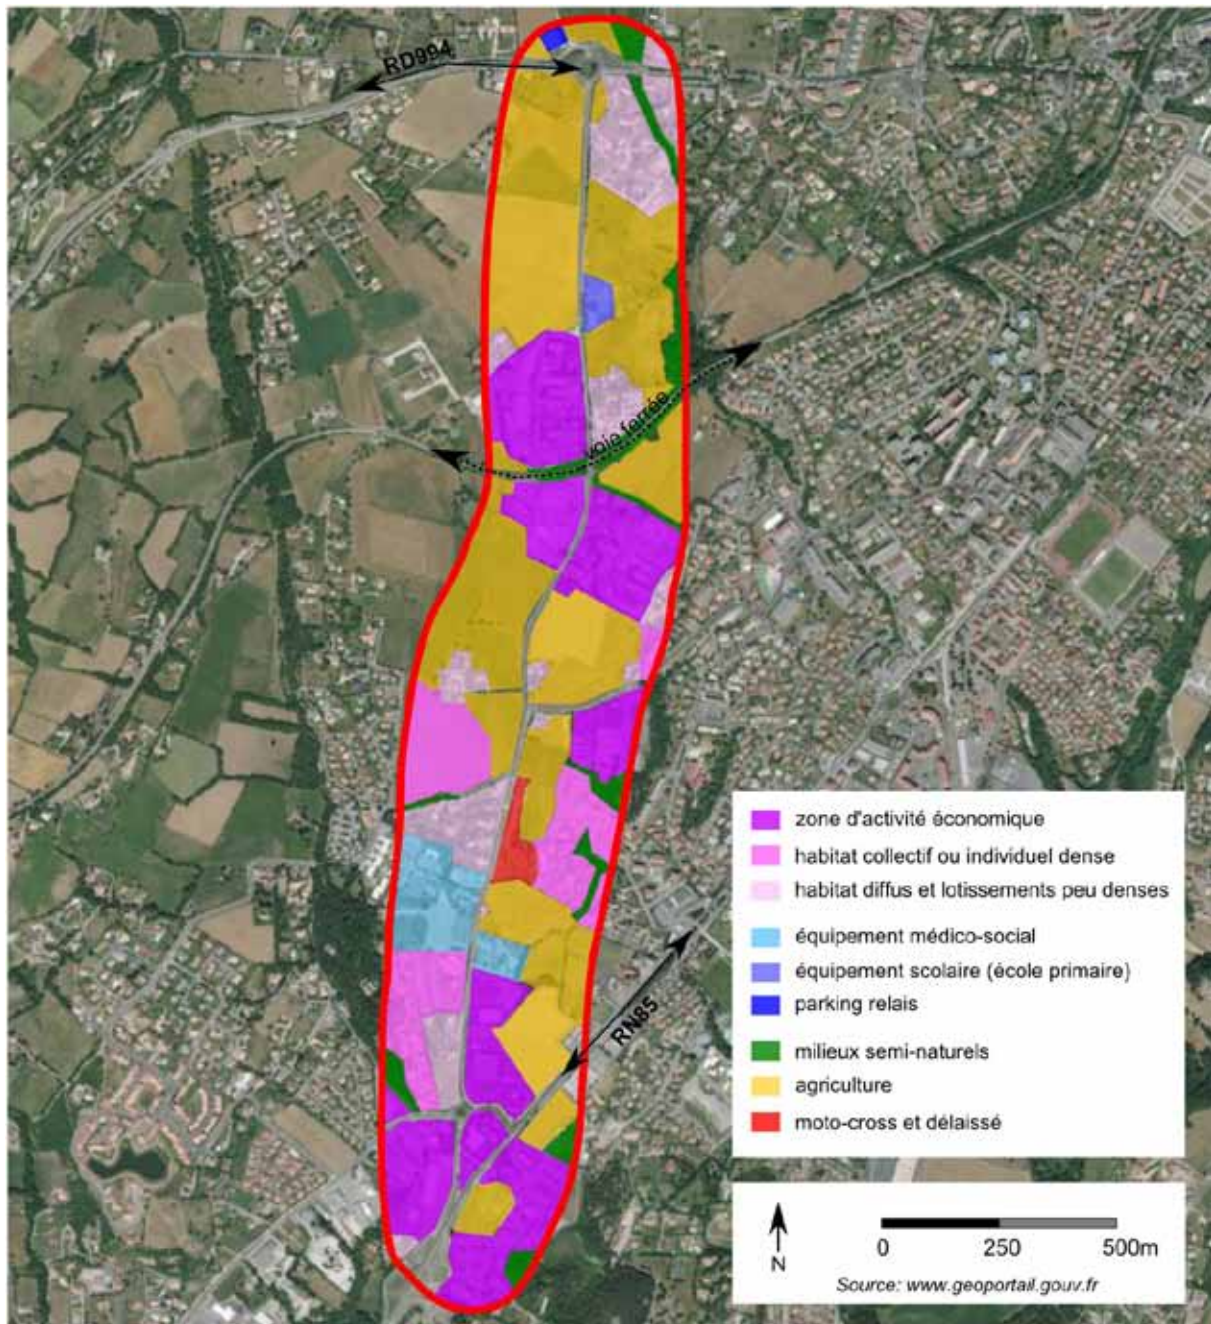 RD994
voie ferrée
RN85
zone d'activité économique
habitat collectif ou individuel dense
habitat diffus et lotissements peu denses
équipement médico-social
équipement scolaire (école primaire)
parking relais
milieux semi-naturels
agriculture
moto-cross et délaissé
N
0 250 500m
Source: www.geoportail.gouv.fr